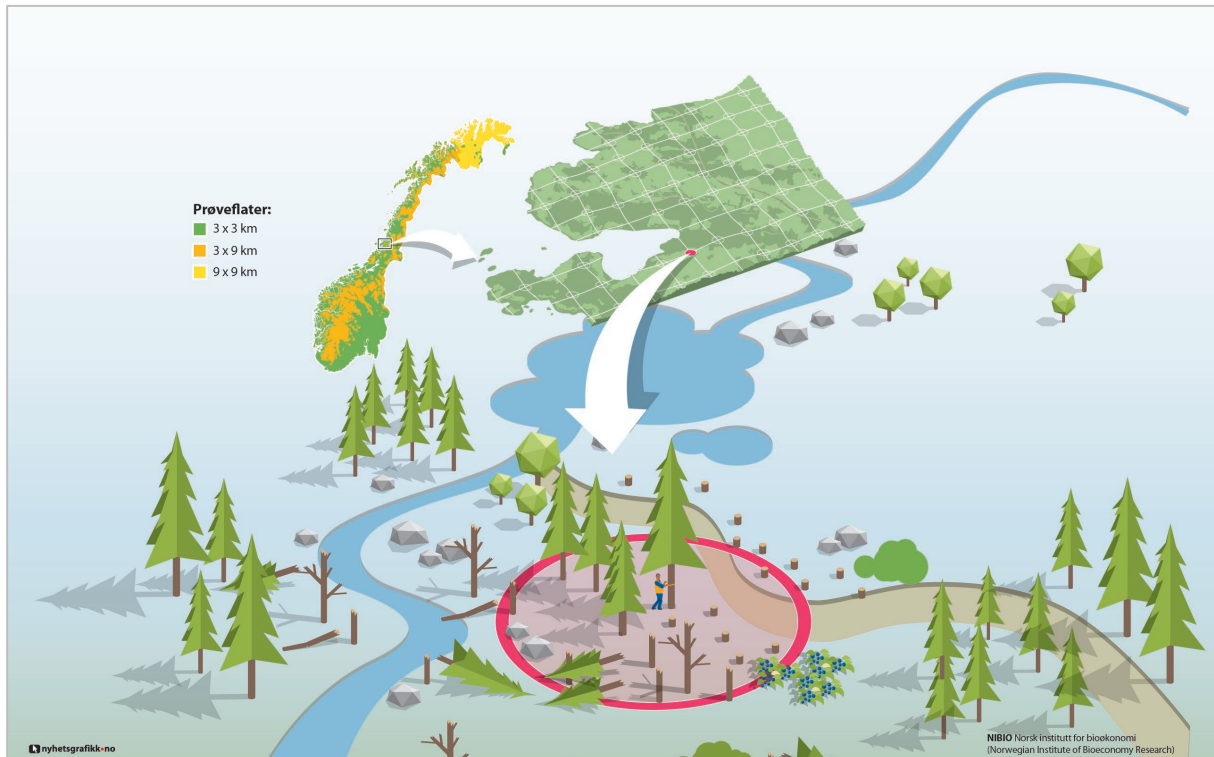 Prøveflater:
3 x 3 km
3 x 9 km
9 x 9 km
nyhetsgrafikk•no
NIBIO Norsk institutt for bioøkonomi
(Norwegian Institute of Bioeconomy Research)